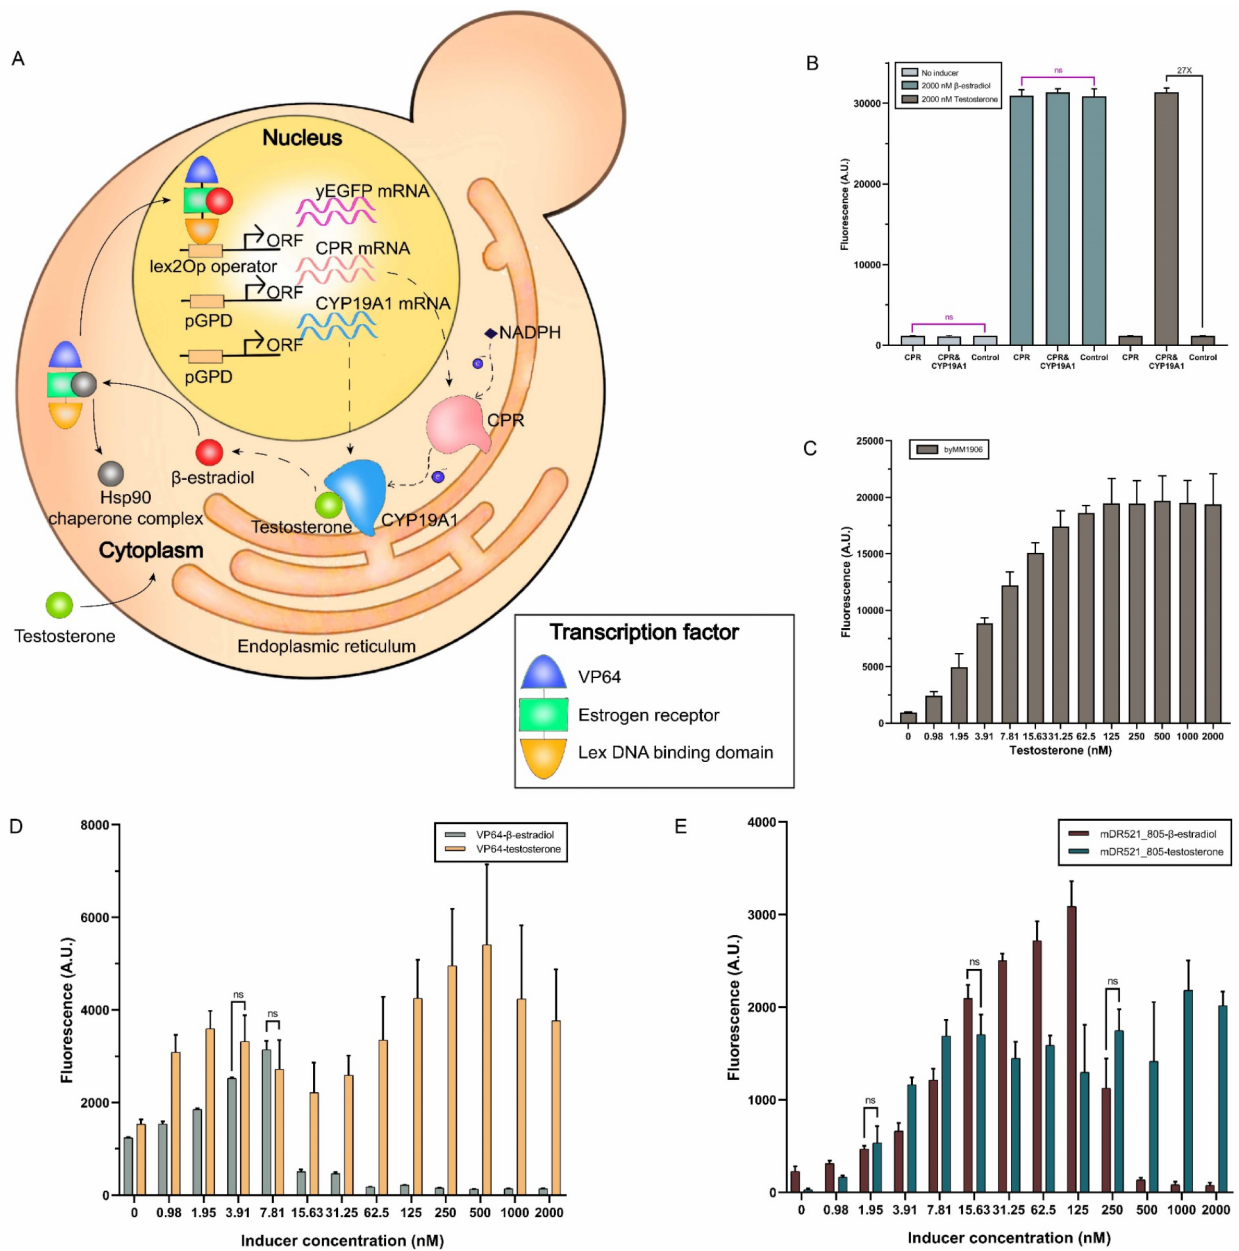 A
Nucleus
yEGFP mRNA
ORF
CPR mRNA
lex2Op operator
ORF
CYP19A1 mRNA
pGPD
ORF
NADPH
pGPD
CPR
β-estradiol
Hsp90
chaperone complex
Testosterone
CYP19A1
Cytoplasm
Testosterone
Endoplasmic reticulum
Transcription factor
VP64
Estrogen receptor
Lex DNA binding domain
B
No inducer
2000 nM β-estradiol
2000 nM Testosterone
ns
27X
ns
Fluorescence (A.U.)
30000
20000
10000
0
CPR CPR& CYP19A1 Control CPR CPR& CYP19A1 Control CPR CPR& CYP19A1 Control
C
byMM1906
Fluorescence (A.U.)
25000
20000
15000
10000
5000
0
0 0.98 1.95 3.91 7.81 15.63 31.25 62.5 125 250 500 1000 2000
Testosterone (nM)
D
VP64-β-estradiol
VP64-testosterone
ns
ns
Fluorescence (A.U.)
8000
6000
4000
2000
0
0 0.98 1.95 3.91 7.81 15.63 31.25 62.5 125 250 500 1000 2000
Inducer concentration (nM)
E
mDR521_805-β-estradiol
mDR521_805-testosterone
ns
ns
ns
Fluorescence (A.U.)
4000
3000
2000
1000
0
0 0.98 1.95 3.91 7.81 15.63 31.25 62.5 125 250 500 1000 2000
Inducer concentration (nM)